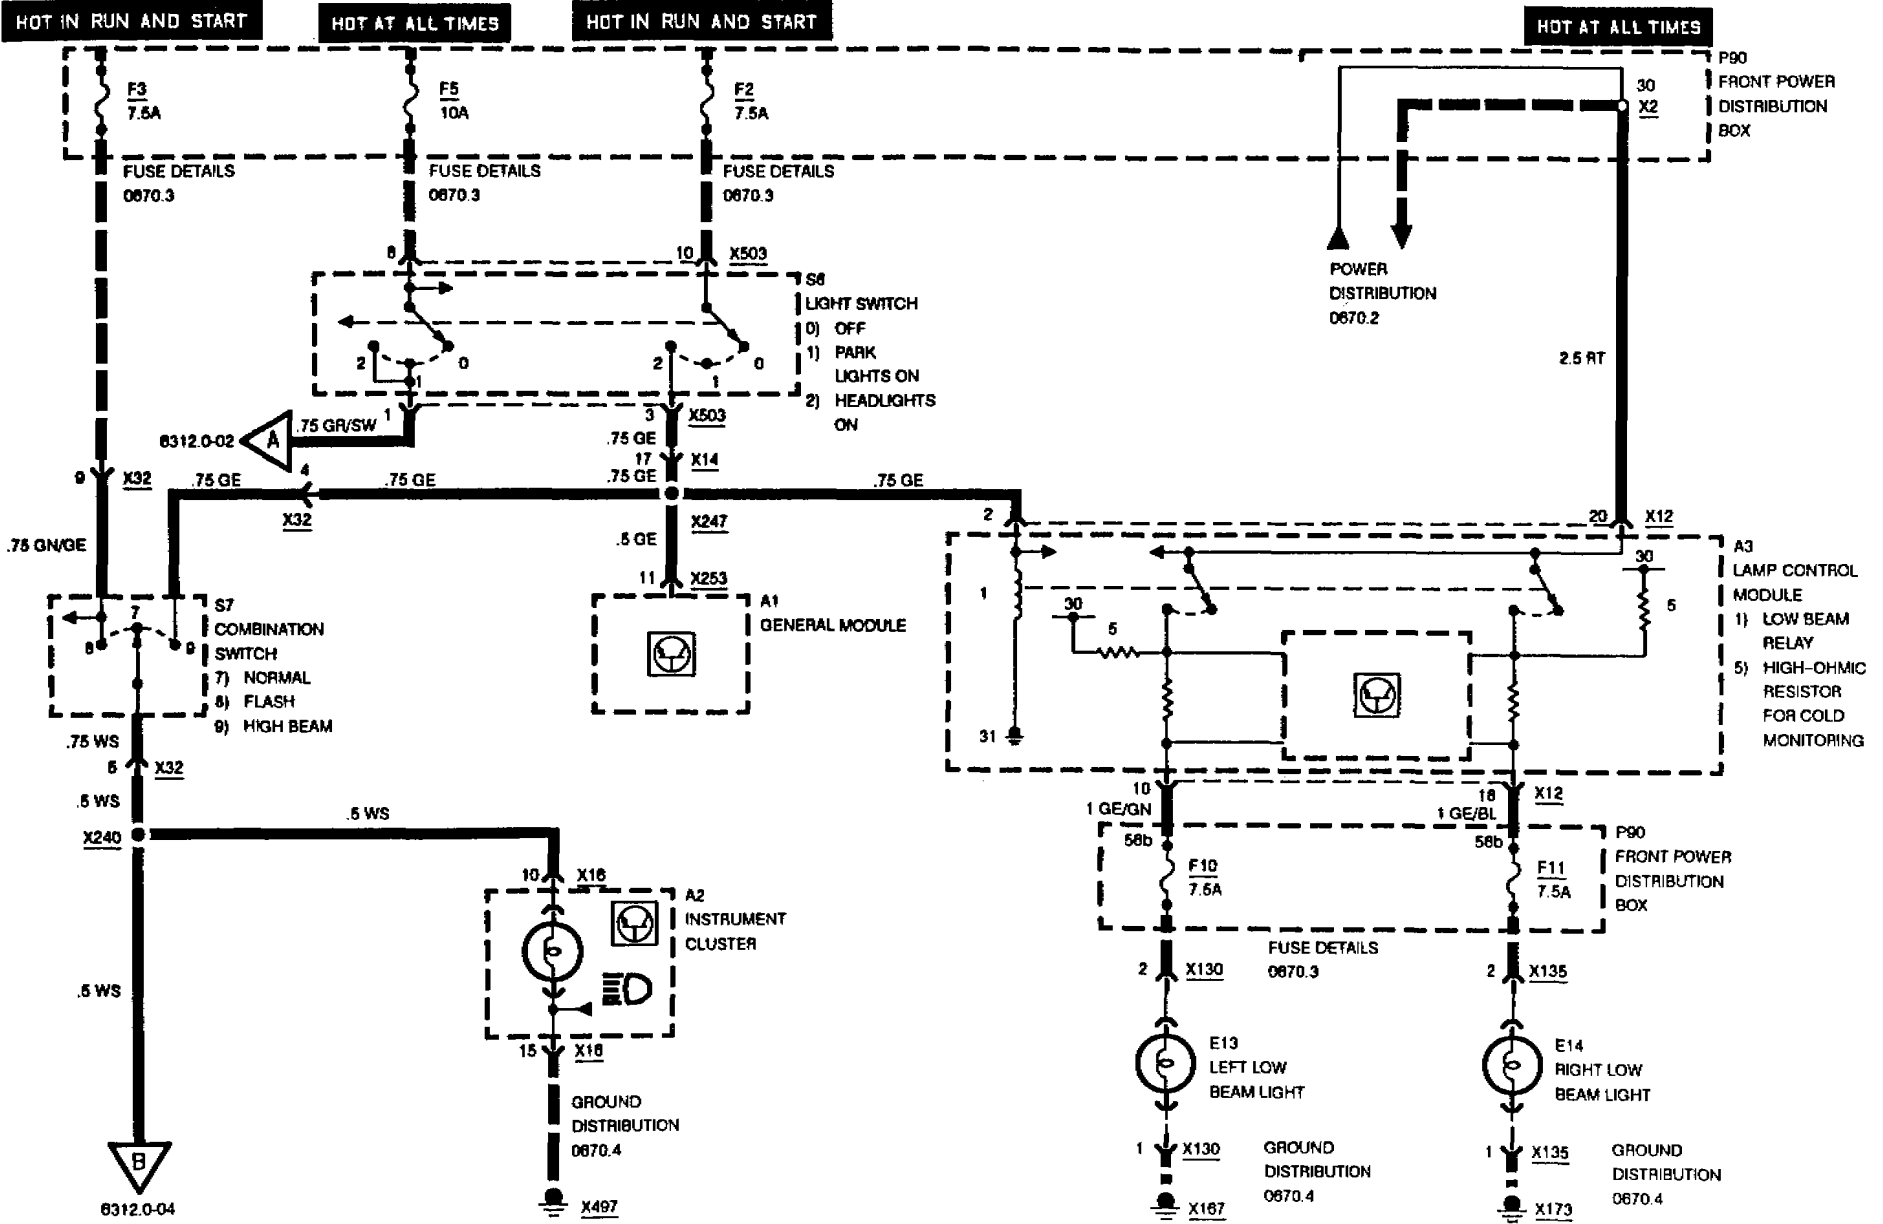 HOT IN RUN AND START
HOT AT ALL TIMES
HOT IN RUN AND START
HOT AT ALL TIMES
F3
7.5A
F5
10A
F2
7.5A
30
X2
P90
FRONT POWER
DISTRIBUTION
BOX
FUSE DETAILS
0670.3
FUSE DETAILS
0670.3
FUSE DETAILS
0670.3
POWER
DISTRIBUTION
0670.2
2.5 RT
8
10
X503
S6
LIGHT SWITCH
0) OFF
1) PARK
LIGHTS ON
2) HEADLIGHTS
ON
2
1
0
2
1
0
1
3
X503
6312.0-02
A
.75 GR/SW
.75 GE
17
X14
9
X32
.75 GE
4
X32
.75 GE
.75 GE
.75 GE
X247
.5 GE
11
X253
.75 GN/GE
A1
GENERAL MODULE
S7
COMBINATION
SWITCH
7) NORMAL
8) FLASH
9) HIGH BEAM
7
8
9
.75 WS
5
X32
.5 WS
X240
.5 WS
.5 WS
B
6312.0-04
10
X16
A2
INSTRUMENT
CLUSTER
15
X16
GROUND
DISTRIBUTION
0670.4
X497
2
20
X12
A3
LAMP CONTROL
MODULE
1) LOW BEAM
RELAY
5) HIGH-OHMIC
RESISTOR
FOR COLD
MONITORING
1
30
5
30
5
31
10
1 GE/GN
18
1 GE/BL
X12
56b
F10
7.5A
56b
F11
7.5A
P90
FRONT POWER
DISTRIBUTION
BOX
FUSE DETAILS
0670.3
2
X130
2
X135
E13
LEFT LOW
BEAM LIGHT
E14
RIGHT LOW
BEAM LIGHT
1
X130
GROUND
DISTRIBUTION
0670.4
X167
1
X135
GROUND
DISTRIBUTION
0670.4
X173